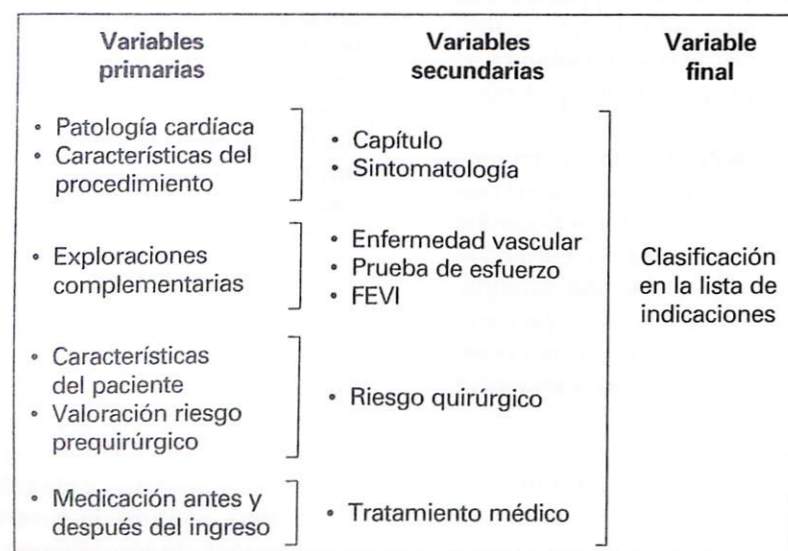 Variables
primarias
Variables
secundarias
Variable
final
• Patología cardíaca
• Características del
procedimiento
• Capítulo
• Sintomatología
• Exploraciones
complementarias
• Enfermedad vascular
• Prueba de esfuerzo
• FEVI
• Características
del paciente
• Valoración riesgo
prequirúrgico
• Riesgo quirúrgico
• Medicación antes y
después del ingreso
• Tratamiento médico
Clasificación
en la lista de
indicaciones